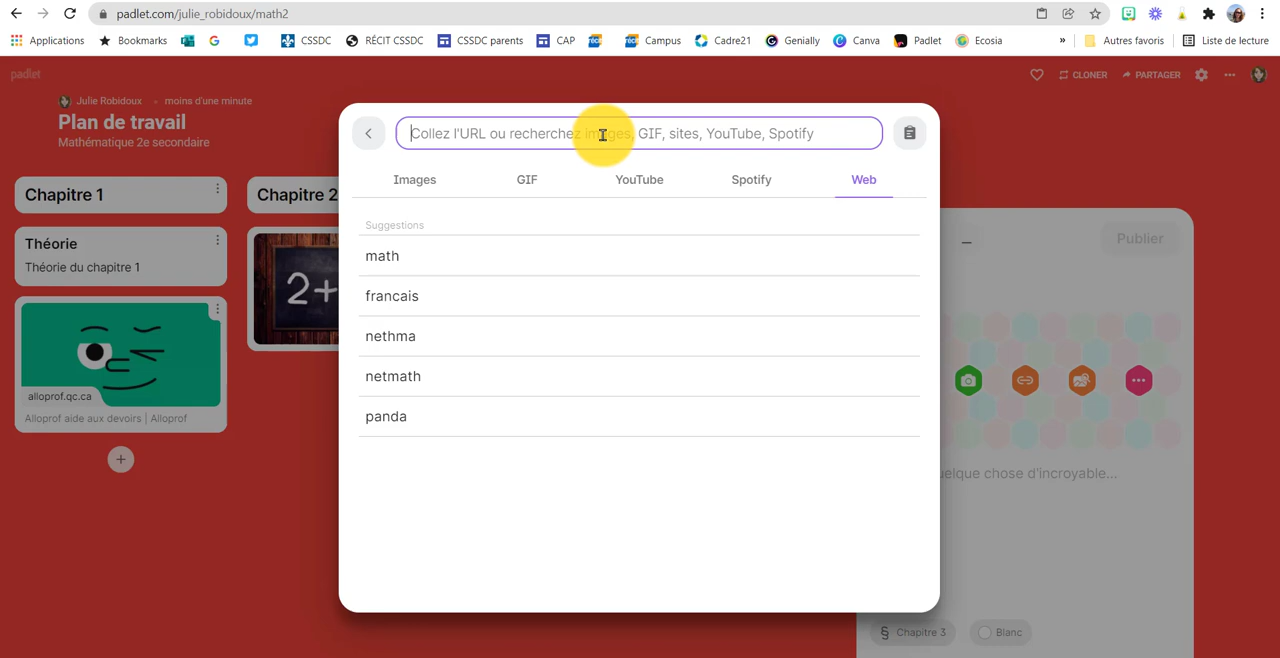 padlet.com/julie_robidoux/math2
Applications Bookmarks CSSDC RÉCIT CSSDC CSSDC parents CAP Campus Cadre21 Genially Canva Padlet Ecosia » Autres favoris Liste de lecture
padlet
CLONER PARTAGER
Julie Robidoux • moins d'une minute
Plan de travail
Mathématique 2e secondaire
Collez l'URL ou recherchez images, GIF, sites, YouTube, Spotify
Images GIF YouTube Spotify Web
Suggestions
math
francais
nethma
netmath
panda
Chapitre 1
Théorie
Théorie du chapitre 1
alloprof.qc.ca
Alloprof aide aux devoirs | Alloprof
Chapitre 2
2+
Publier
quelque chose d'incroyable...
§ Chapitre 3 Blanc